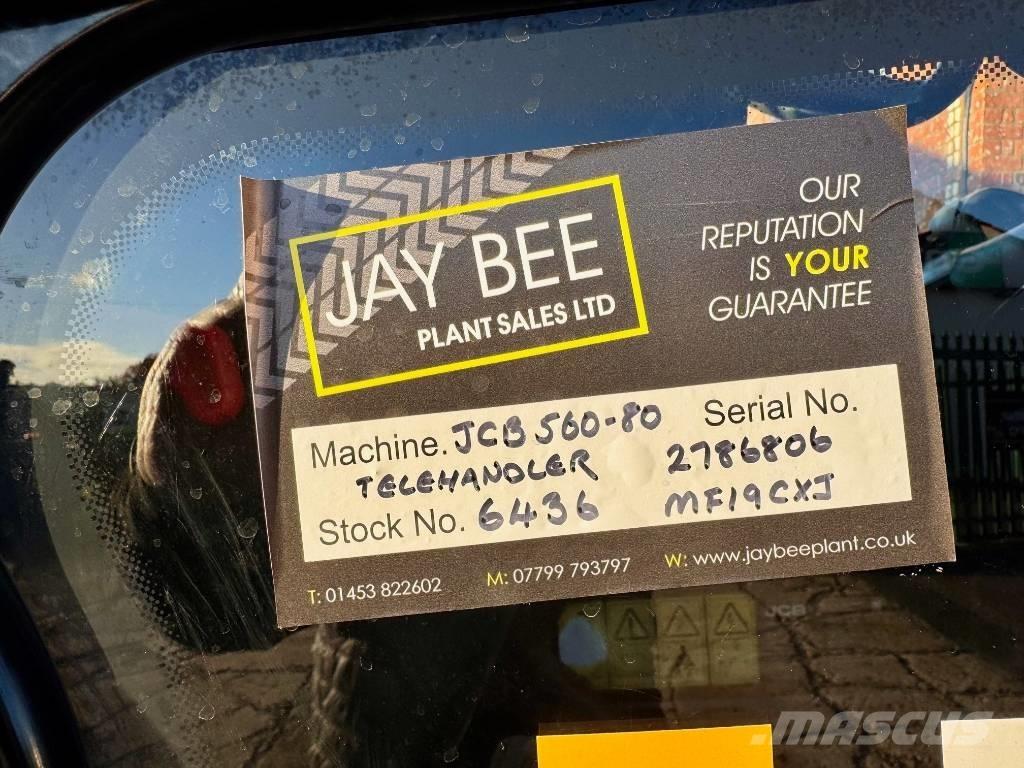 JAY BEE
PLANT SALES LTD
OUR
REPUTATION
IS YOUR
GUARANTEE
Machine. JCB 560-80
TELEHANDLER
Serial No.
2786806
Stock No. 6436
MF19CXJ
T: 01453 822602
M: 07799 793797
W: www.jaybeeplant.co.uk
JCB
MASCUS